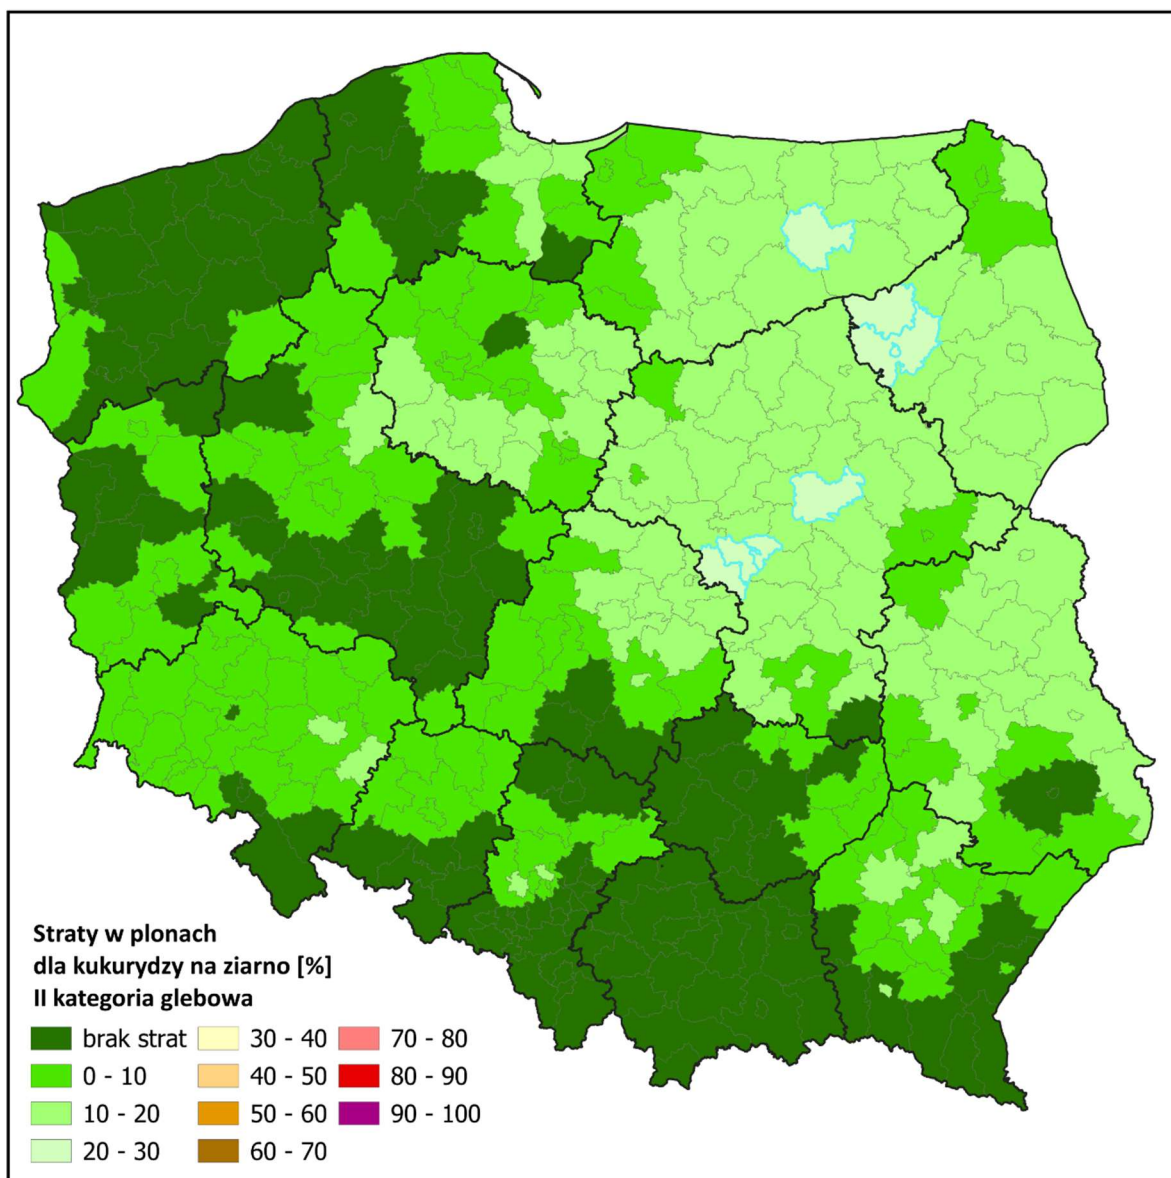 Straty w plonach
dla kukurydzy na ziarno [%]
II kategoria glebowa
brak strat
0 - 10
10 - 20
20 - 30
30 - 40
40 - 50
50 - 60
60 - 70
70 - 80
80 - 90
90 - 100